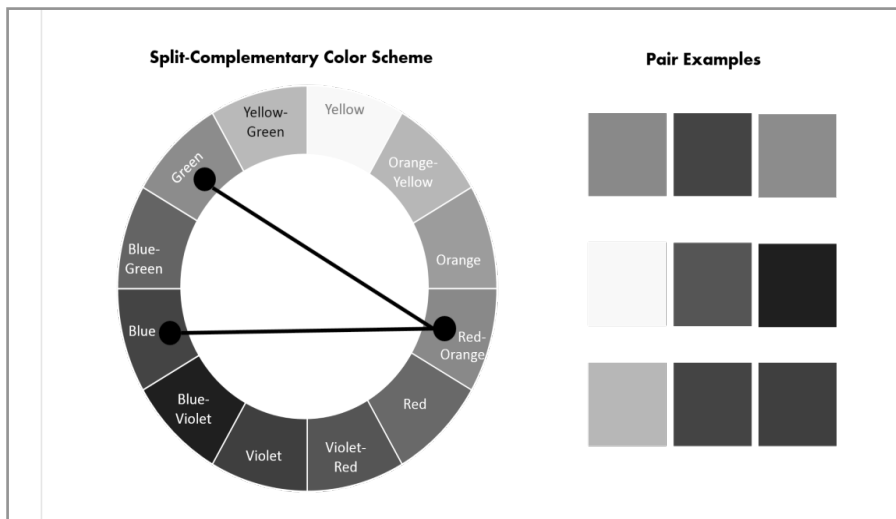 Split-Complementary Color Scheme
Pair Examples
Yellow-
Green
Yellow
Green
Orange-
Yellow
Blue-
Green
Orange
Blue
Red-
Orange
Blue-
Violet
Red
Violet
Violet-
Red